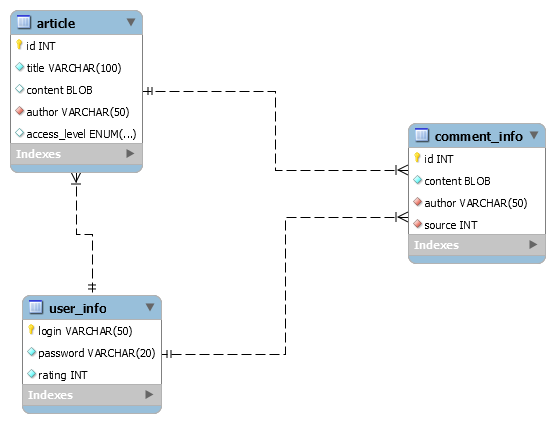 article
id INT
title VARCHAR(100)
content BLOB
author VARCHAR(50)
access_level ENUM(...)
Indexes
comment_info
id INT
content BLOB
author VARCHAR(50)
source INT
Indexes
user_info
login VARCHAR(50)
password VARCHAR(20)
rating INT
Indexes